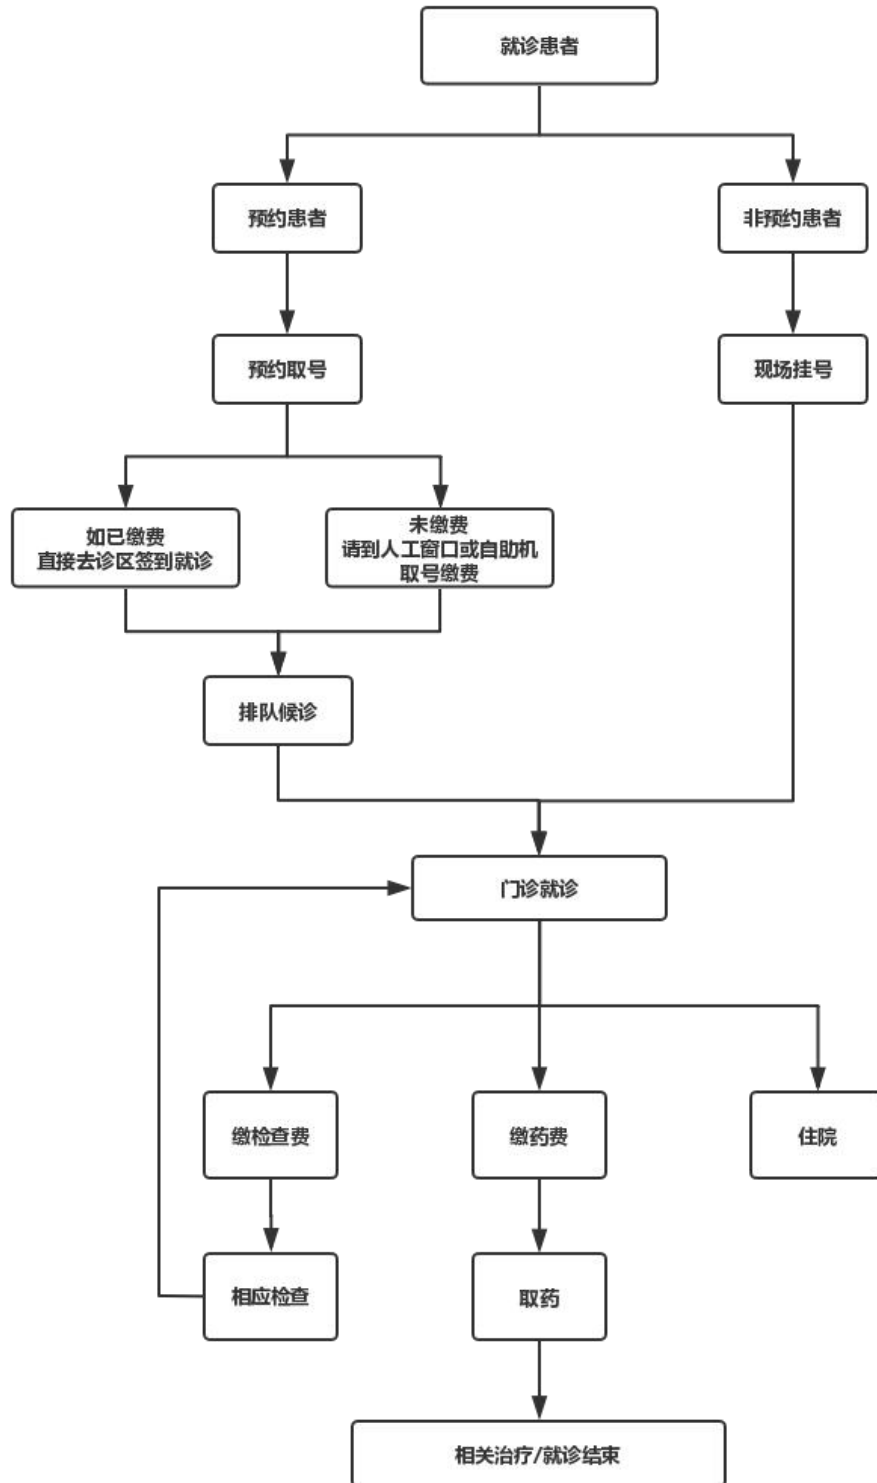 就诊患者
预约患者
非预约患者
预约取号
现场挂号
如已缴费
直接去诊区签到就诊
未缴费
请到人工窗口或自助机
取号缴费
排队候诊
门诊就诊
缴检查费
缴药费
住院
相应检查
取药
相关治疗/就诊结束